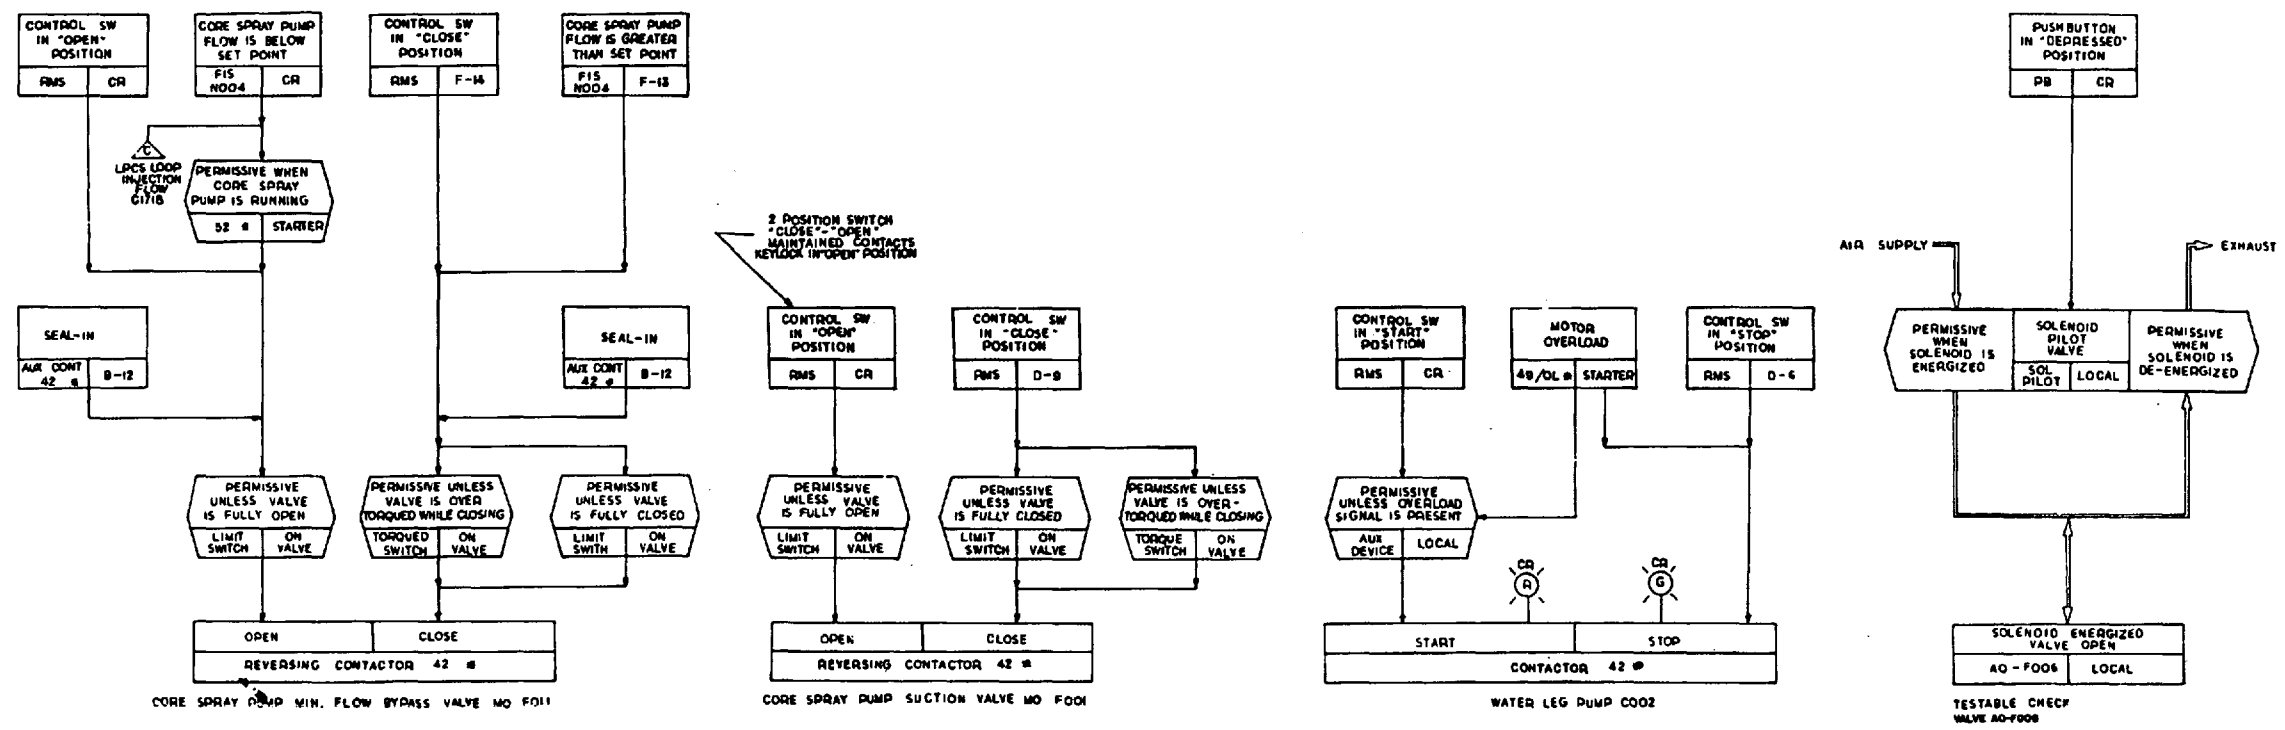 CONTROL SW
IN "OPEN"
POSITION
RMS CR
CORE SPRAY PUMP
FLOW IS BELOW
SET POINT
FIS
N004 CR
CONTROL SW
IN "CLOSE"
POSITION
RMS F-14
CORE SPRAY PUMP
FLOW IS GREATER
THAN SET POINT
FIS
N004 F-13
C
LPCS LOOP
INJECTION
FLOW
C171B
PERMISSIVE WHEN
CORE SPRAY
PUMP IS RUNNING
52 * STARTER
SEAL-IN
AUX CONT
42 * B-12
SEAL-IN
AUX CONT
42 * B-12
PERMISSIVE
UNLESS VALVE
IS FULLY OPEN
LIMIT
SWITCH
ON
VALVE
PERMISSIVE UNLESS
VALVE IS OVER
TORQUED WHILE CLOSING
TORQUED
SWITCH
ON
VALVE
PERMISSIVE
UNLESS VALVE
IS FULLY CLOSED
LIMIT
SWITH
ON
VALVE
OPEN CLOSE
REVERSING CONTACTOR 42 *
CORE SPRAY PUMP MIN. FLOW BYPASS VALVE MO F011
2 POSITION SWITCH
"CLOSE"-"OPEN"
MAINTAINED CONTACTS
KEYLOCK IN "OPEN" POSITION
CONTROL SW
IN "OPEN"
POSITION
RMS CR
CONTROL SW
IN "CLOSE"
POSITION
RMS D-9
PERMISSIVE
UNLESS VALVE
IS FULLY OPEN
LIMIT
SWITCH
ON
VALVE
PERMISSIVE
UNLESS VALVE
IS FULLY CLOSED
LIMIT
SWITCH
ON
VALVE
PERMISSIVE UNLESS
VALVE IS OVER-
TORQUED WHILE CLOSING
TORQUE
SWITCH
ON
VALVE
OPEN CLOSE
REVERSING CONTACTOR 42 *
CORE SPRAY PUMP SUCTION VALVE MO F001
CONTROL SW
IN "START"
POSITION
RMS CR
MOTOR
OVERLOAD
49/OL * STARTER
CONTROL SW
IN "STOP"
POSITION
RMS D-6
PERMISSIVE
UNLESS OVERLOAD
SIGNAL IS PRESENT
AUX
DEVICE LOCAL
CR
R
CR
G
START STOP
CONTACTOR 42 *
WATER LEG PUMP C002
PUSHBUTTON
IN "DEPRESSED"
POSITION
PB CR
AIR SUPPLY
EXHAUST
PERMISSIVE
WHEN
SOLENOID IS
ENERGIZED
SOLENOID
PILOT
VALVE
SOL
PILOT LOCAL
PERMISSIVE
WHEN
SOLENOID IS
DE-ENERGIZED
SOLENOID ENERGIZED
VALVE OPEN
AO-F006 LOCAL
TESTABLE CHECK
VALVE AO-F006